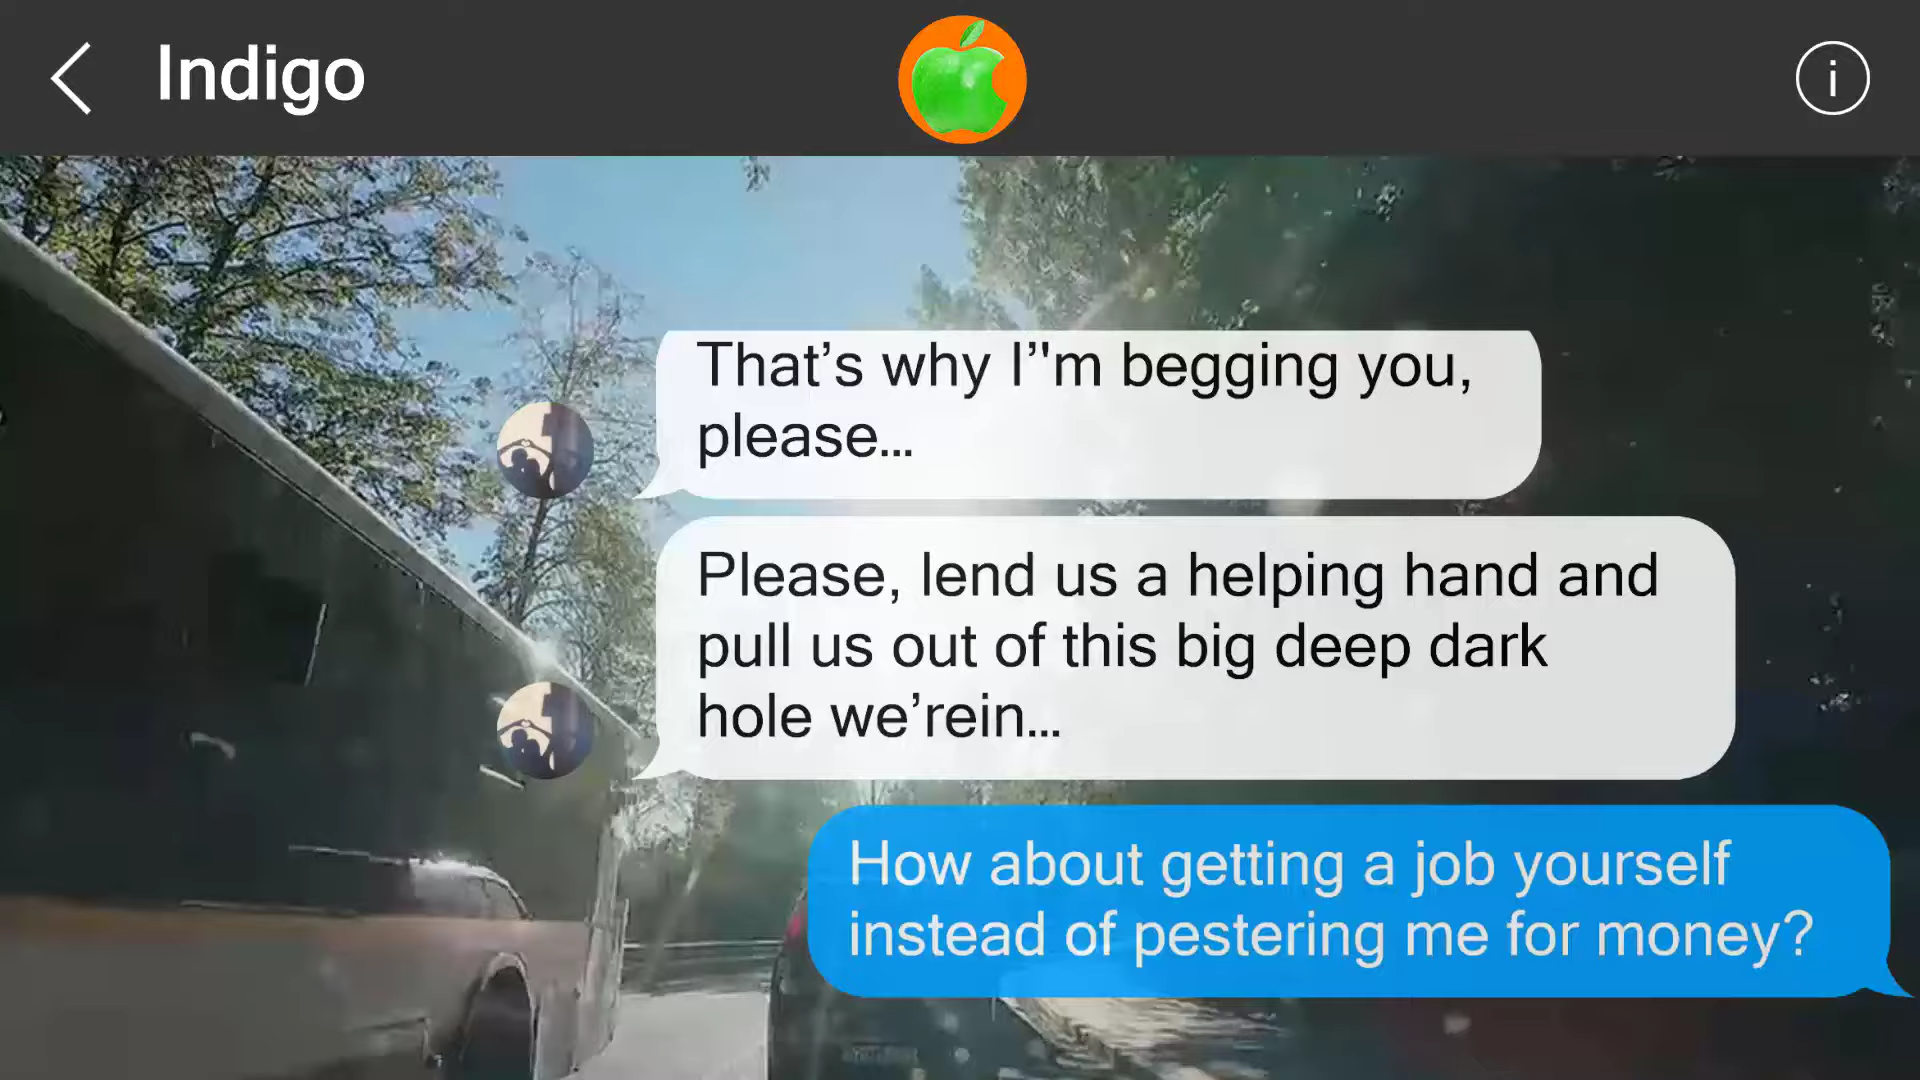 Indigo
i
That’s why I’'m begging you,
please...
Please, lend us a helping hand and
pull us out of this big deep dark
hole we’rein...
How about getting a job yourself
instead of pestering me for money?